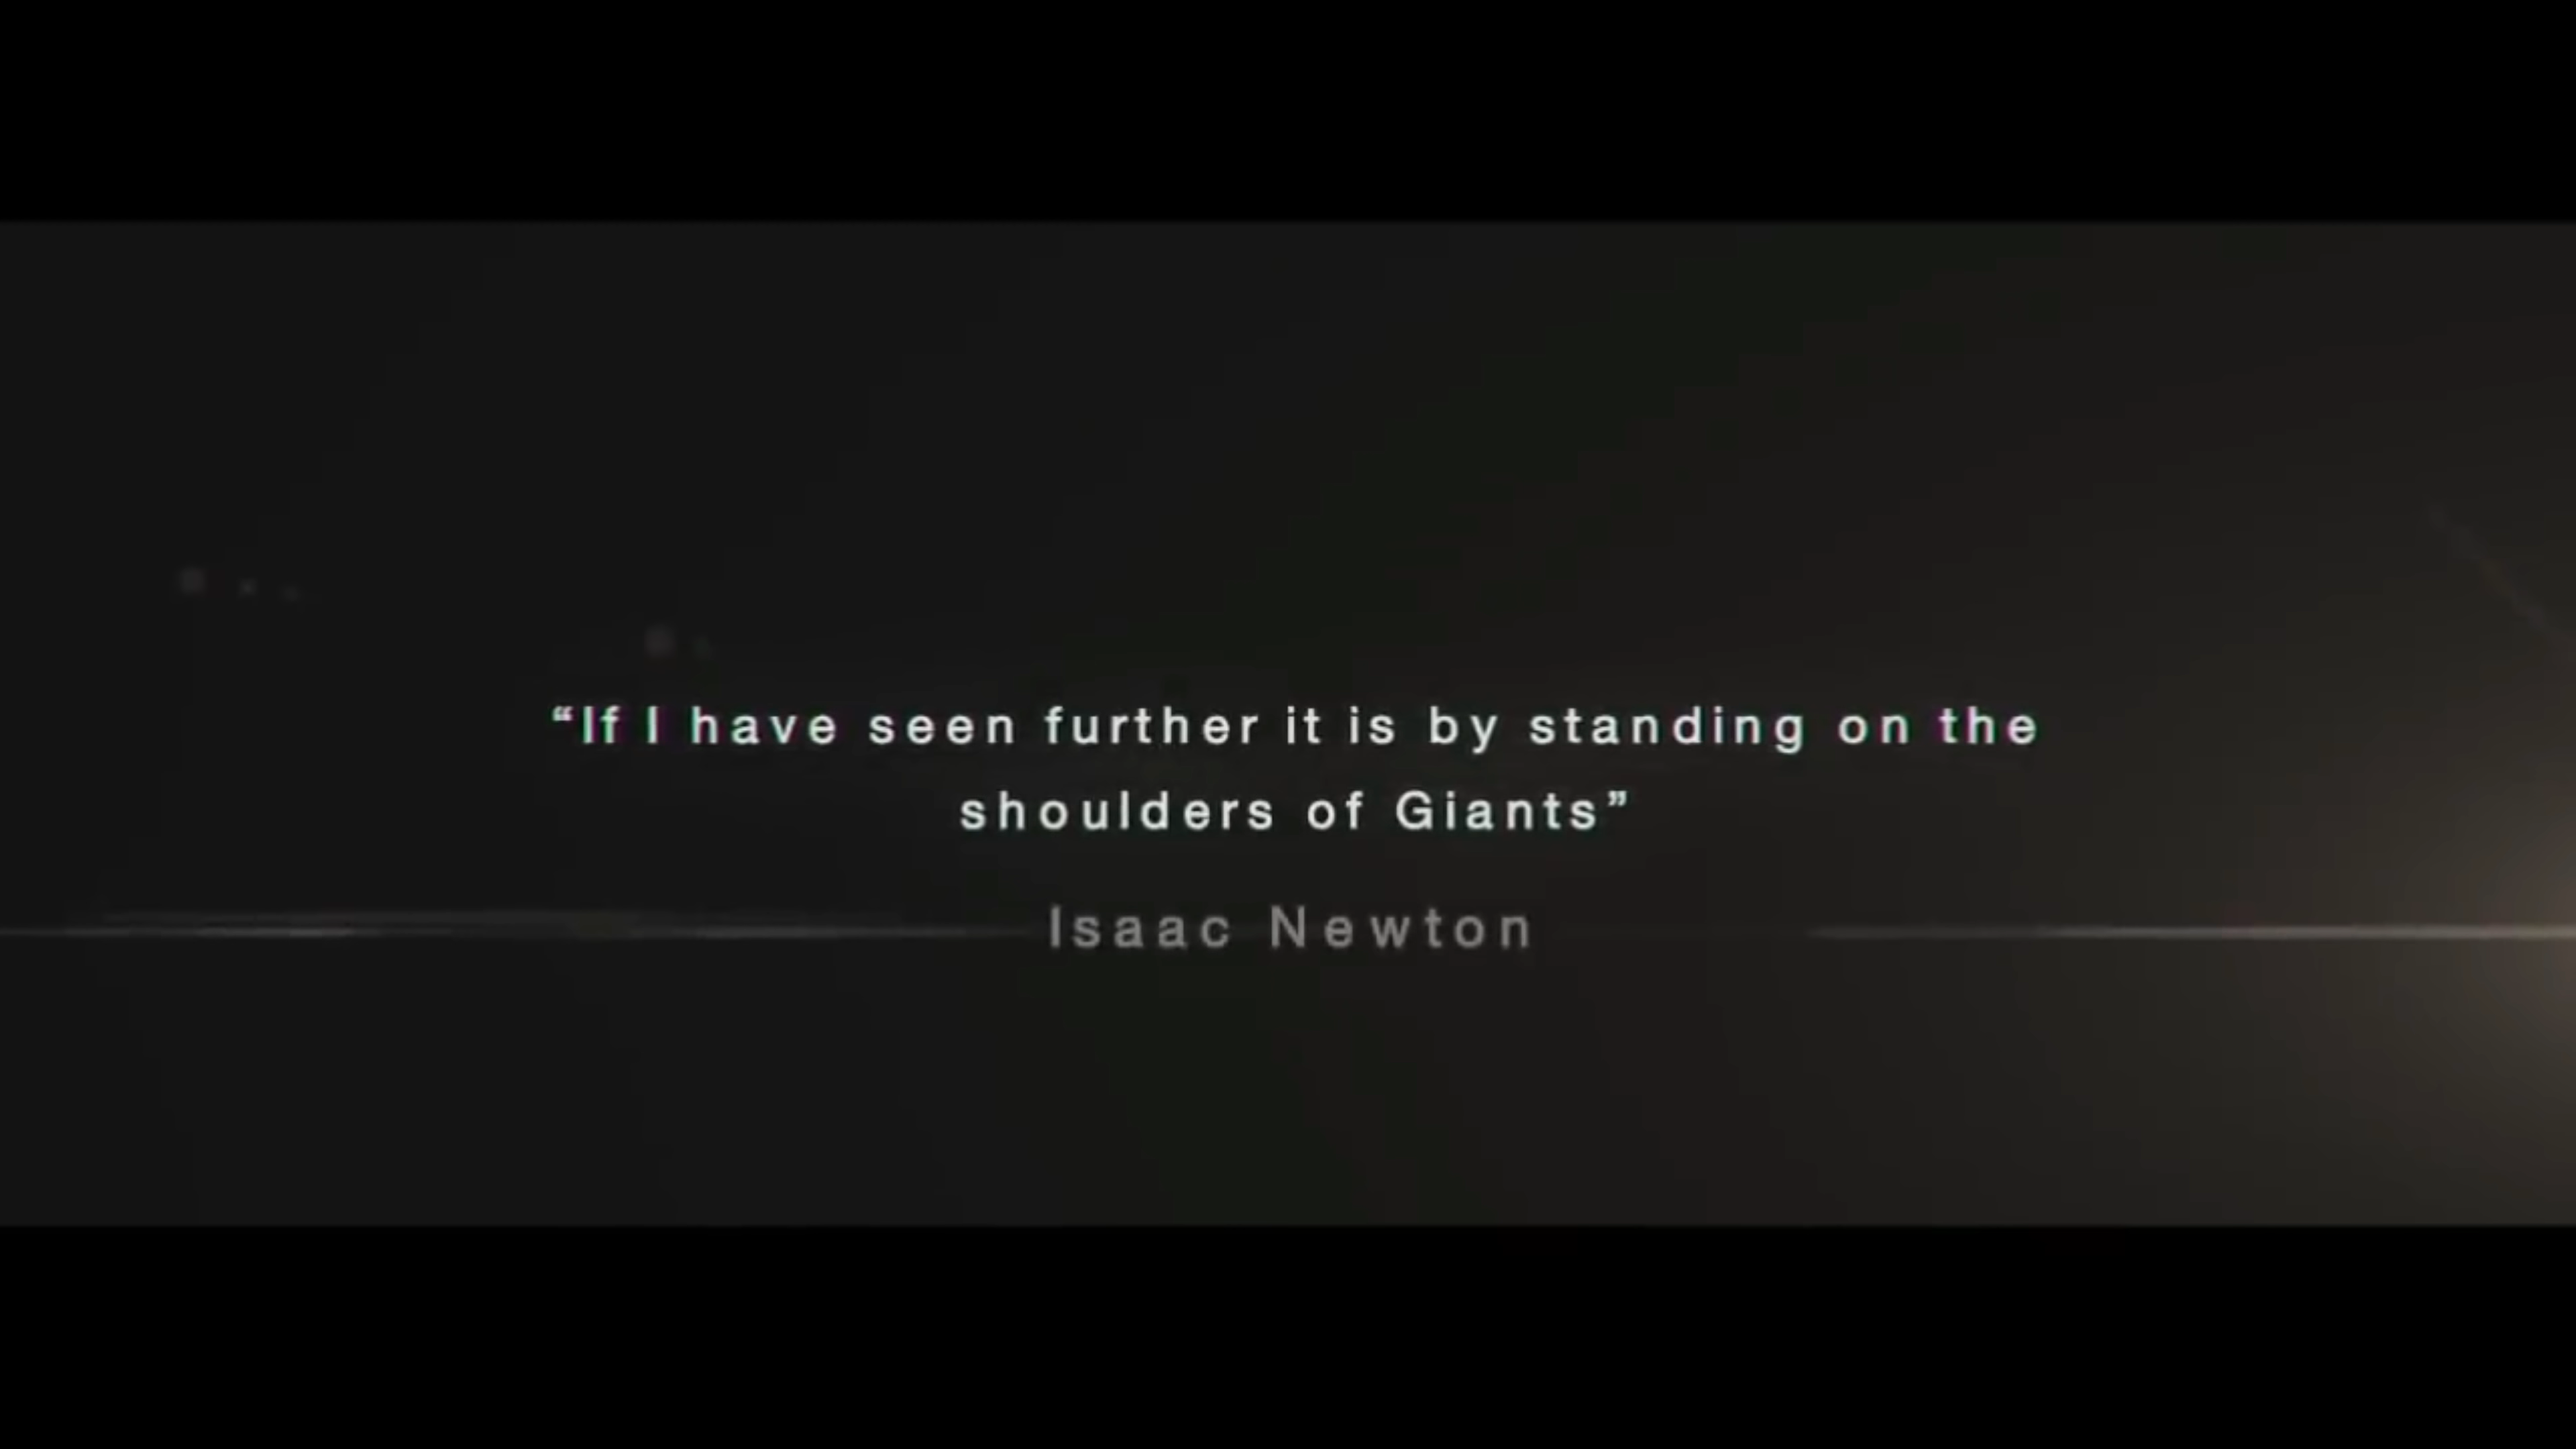 “If I have seen further it is by standing on the
shoulders of Giants”
Isaac Newton